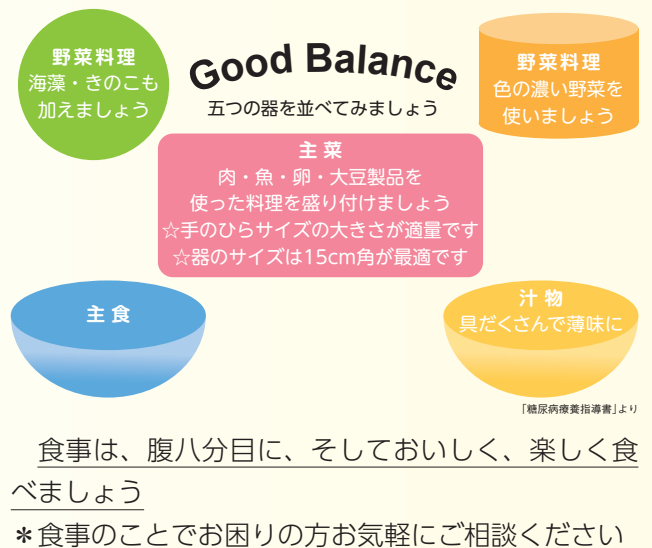 野菜料理
海藻・きのこも
加えましょう
Good Balance
五つの器を並べてみましょう
野菜料理
色の濃い野菜を
使いましょう
主菜
肉・魚・卵・大豆製品を
使った料理を盛り付けましょう
☆手のひらサイズの大きさが適量です
☆器のサイズは15cm角が最適です
主食
汁物
具だくさんで薄味に
「糖尿病療養指導書」より
食事は、腹八分目に、そしておいしく、楽しく食
べましょう
＊食事のことでお困りの方お気軽にご相談ください